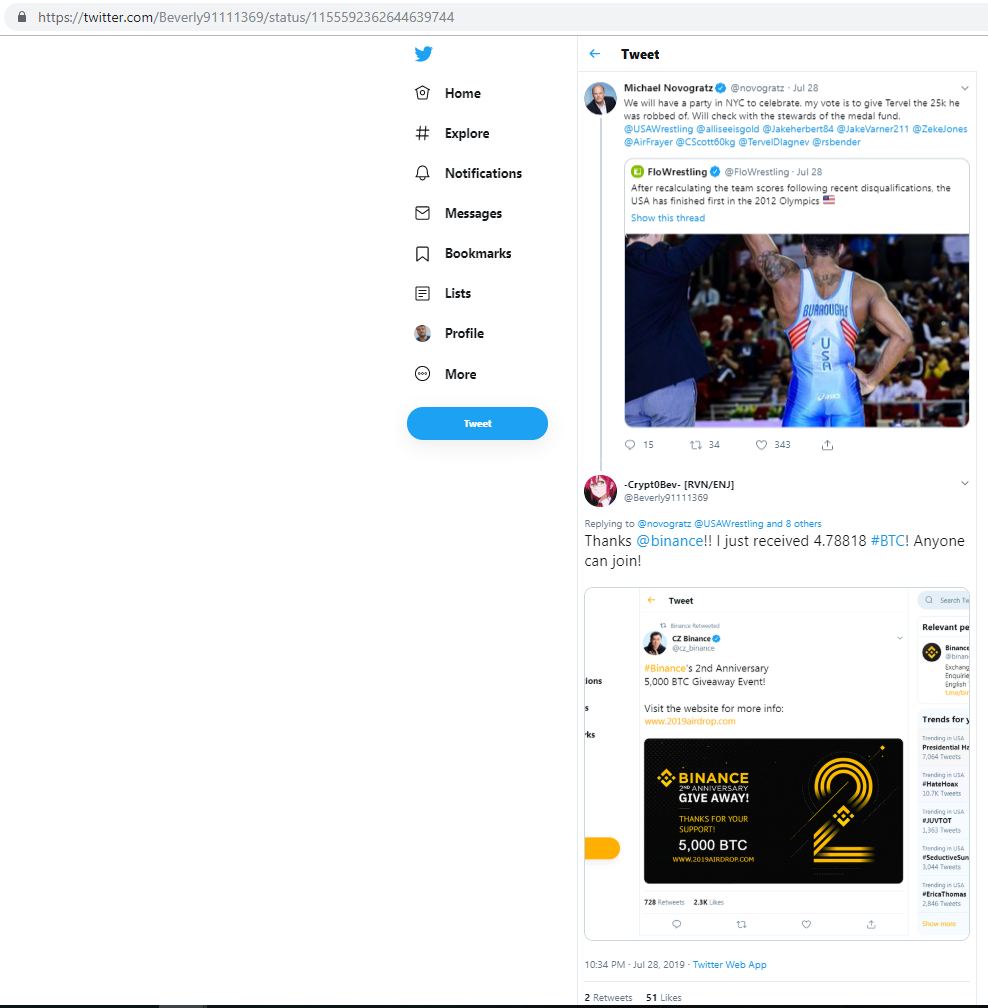 https://twitter.com/Beverly91111369/status/1155592362644639744
Home
Explore
Notifications
Messages
Bookmarks
Lists
Profile
More
Tweet
Tweet
Michael Novogratz @novogratz · Jul 28
We will have a party in NYC to celebrate. my vote is to give Tervel the 25k he
was robbed of. Will check with the stewards of the medal fund.
@USAWrestling @alliseeisgold @Jakeherbert84 @JakeVarner211 @ZekeJones
@AirFrayer @CScott60kg @TervelDlagnev @rsbender
FloWrestling @FloWrestling · Jul 28
After recalculating the team scores following recent disqualifications, the
USA has finished first in the 2012 Olympics
Show this thread
BURROUGHS
USA
asics
15 34 343
-Crypt0Bev- [RVN/ENJ]
@Beverly91111369
Replying to @novogratz @USAWrestling and 8 others
Thanks @binance!! I just received 4.78818 #BTC! Anyone
can join!
Tweet
Binance Retweeted
CZ Binance
@cz_binance
#Binance's 2nd Anniversary
5,000 BTC Giveaway Event!
Visit the website for more info:
www.2019airdrop.com
BINANCE
2ND ANNIVERSARY
GIVE AWAY!
THANKS FOR YOUR
SUPPORT!
5,000 BTC
WWW.2019AIRDROP.COM
2
728 Retweets 2.3K Likes
ions
s
ks
Search Tw
Relevant pe
Binance
@binan
Exchang
Enquirie
English
t.me/bin
Trends for y
Trending in USA
Presidential Ha
7,064 Tweets
Trending in USA
#HateHoax
10.7K Tweets
Trending in USA
#JUVTOT
1,363 Tweets
Trending in USA
#SeductiveSun
3,044 Tweets
Trending in USA
#EricaThomas
2,846 Tweets
Show more
10:34 PM · Jul 28, 2019 · Twitter Web App
2 Retweets 51 Likes